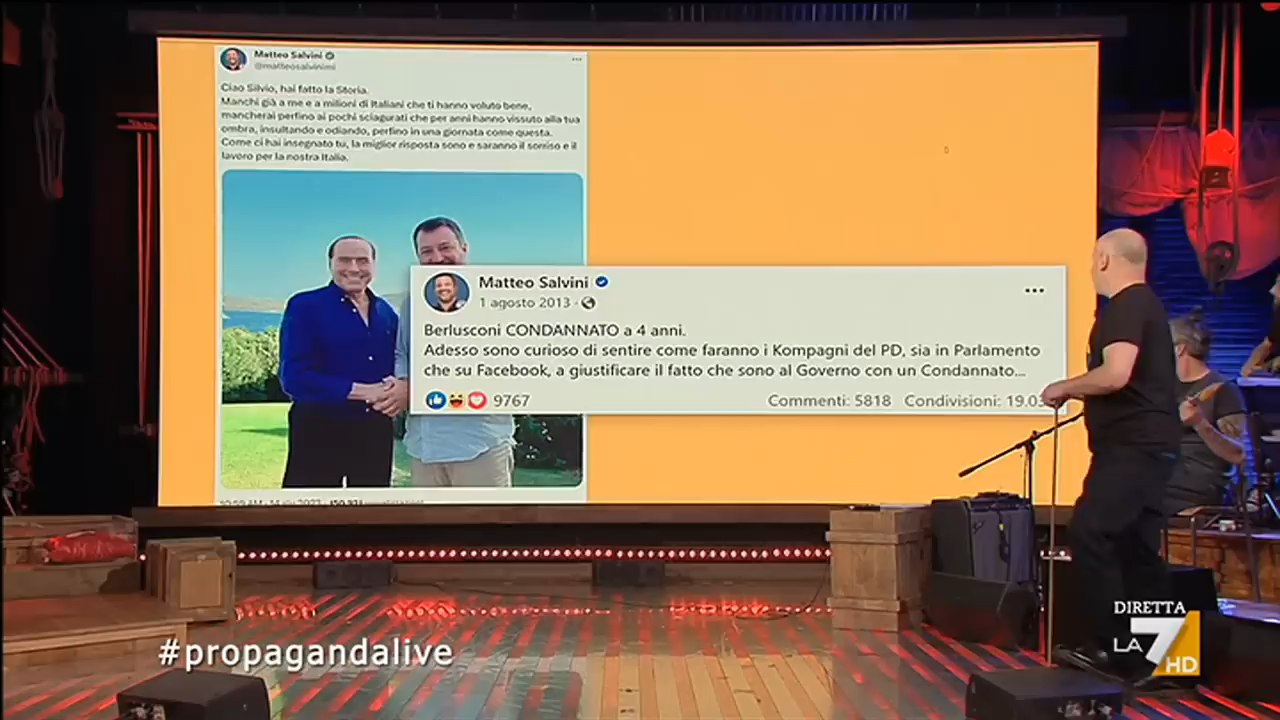 Matteo Salvini
@matteosalvinimi
Ciao Silvio, hai fatto la Storia.
Manchi già a me e a milioni di Italiani che ti hanno voluto bene,
mancherai perfino ai pochi sciagurati che per anni hanno vissuto alla tua
ombra, insultando e odiando, perfino in una giornata come questa.
Come ci hai insegnato tu, la miglior risposta sono e saranno il sorriso e il
lavoro per la nostra Italia.
Matteo Salvini
1 agosto 2013
Berlusconi CONDANNATO a 4 anni.
Adesso sono curioso di sentire come faranno i Kompagni del PD, sia in Parlamento
che su Facebook, a giustificare il fatto che sono al Governo con un Condannato...
9767
Commenti: 5818 Condivisioni: 19.03
#propagandalive
DIRETTA
LA 7 HD